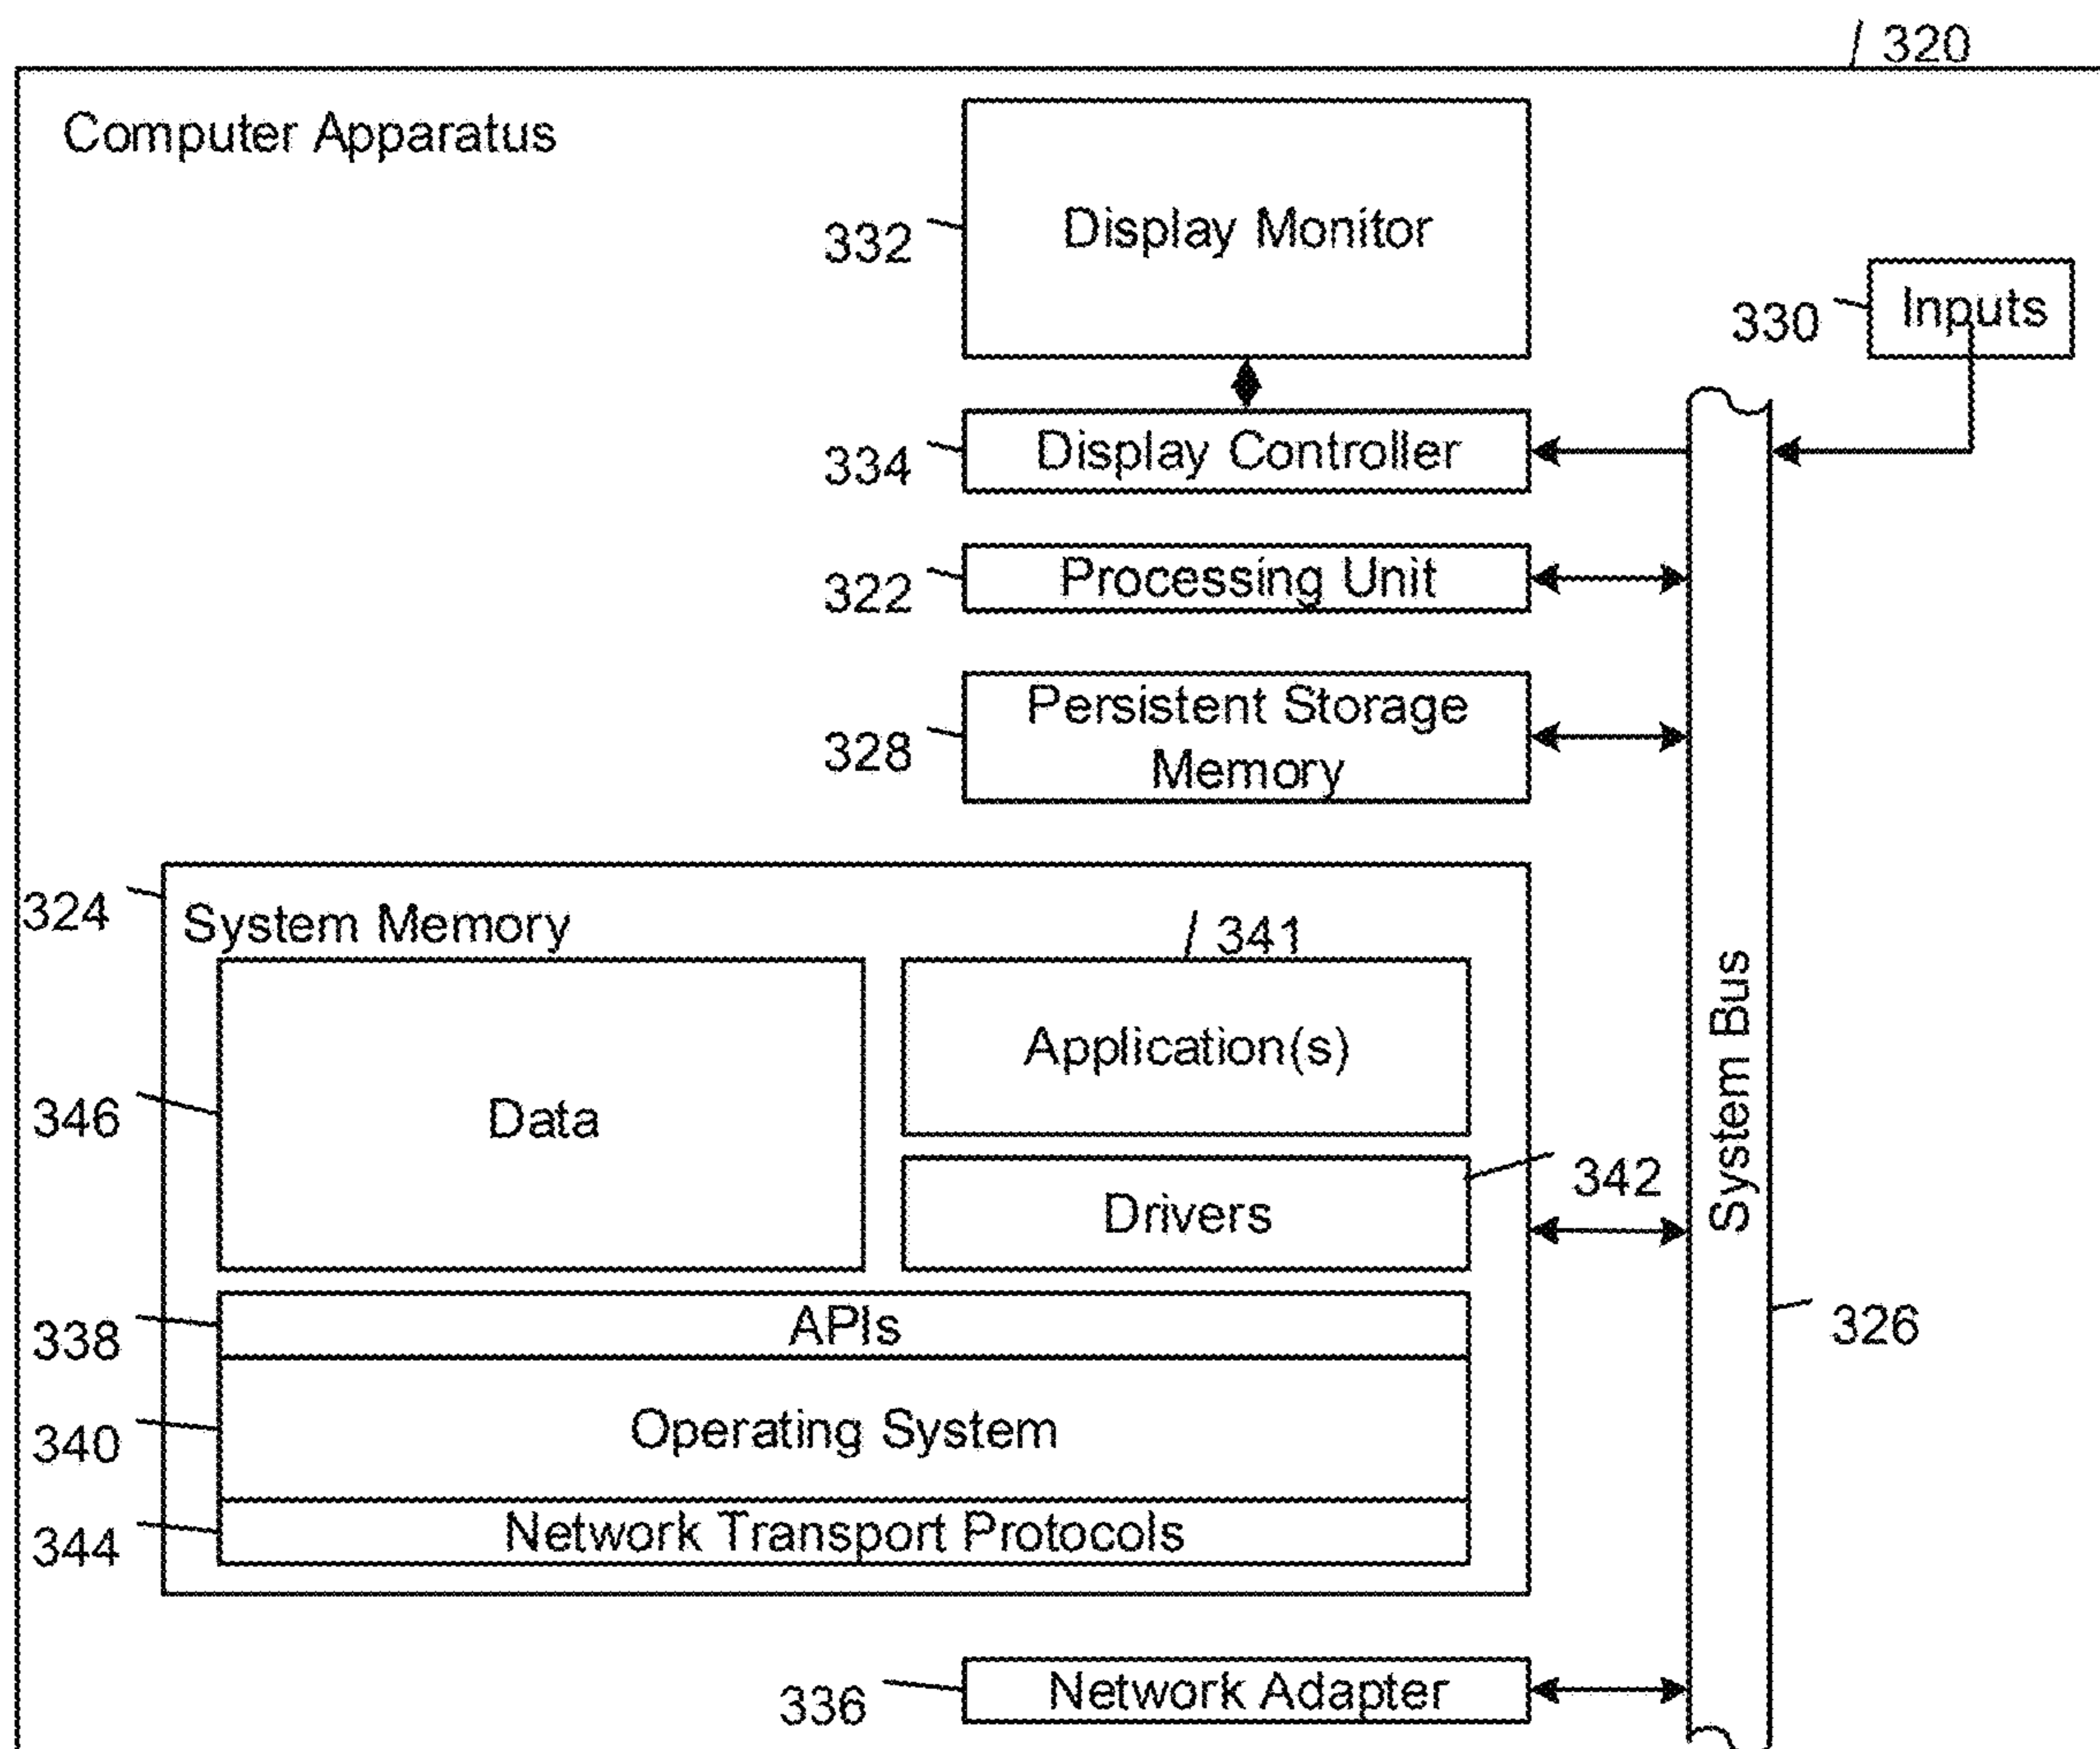 320
Computer Apparatus
Display Monitor
332
Inputs
330
Display Controller
334
Processing Unit
322
Persistent Storage
Memory
328
324
System Memory
341
Application(s)
346
Data
342
Drivers
System Bus
326
338
APIs
340
Operating System
344
Network Transport Protocols
336
Network Adapter